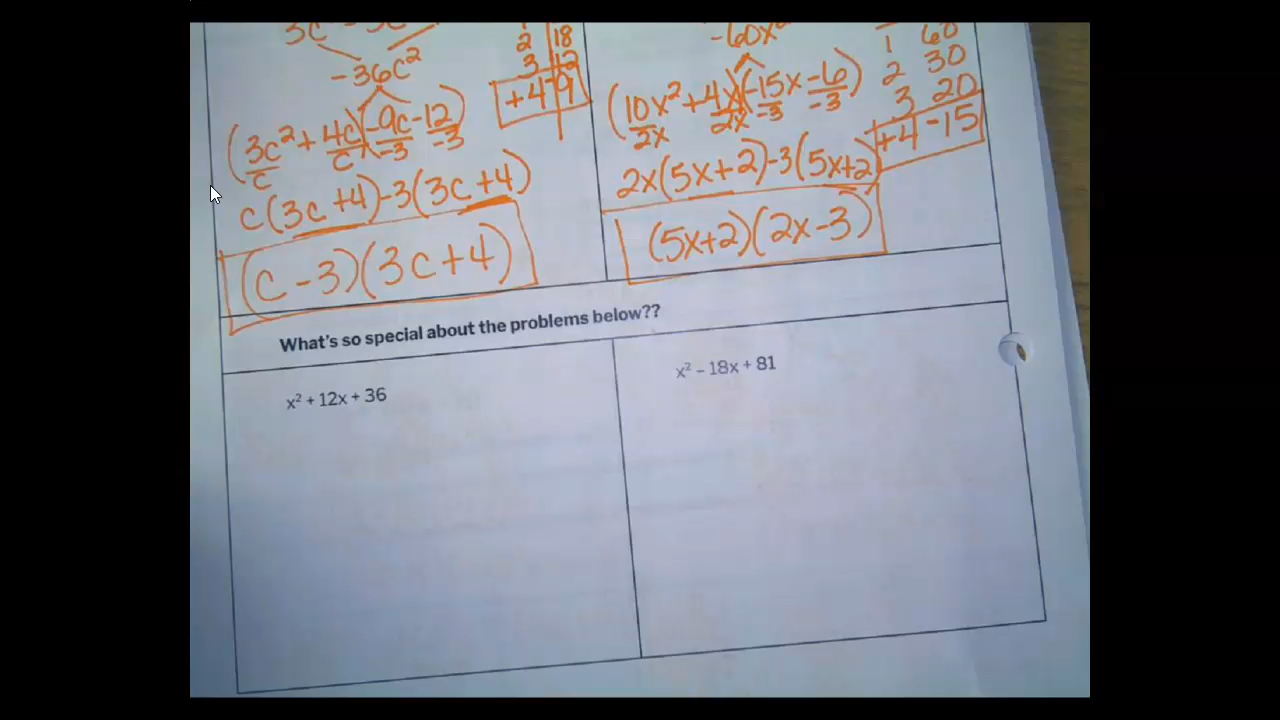 -36c²
2 18
3 12
+4 -9
(3c² + 4c)(-9c - 12)
c c -3 -3
c(3c + 4) -3(3c + 4)
(c - 3)(3c + 4)
-60x²
1 60
2 30
3 20
+4 -15
(10x² + 4x)(-15x - 6)
2x 2x -3 -3
2x(5x + 2) -3(5x+2)
(5x+2)(2x-3)
What's so special about the problems below??
x² + 12x + 36
x² – 18x + 81